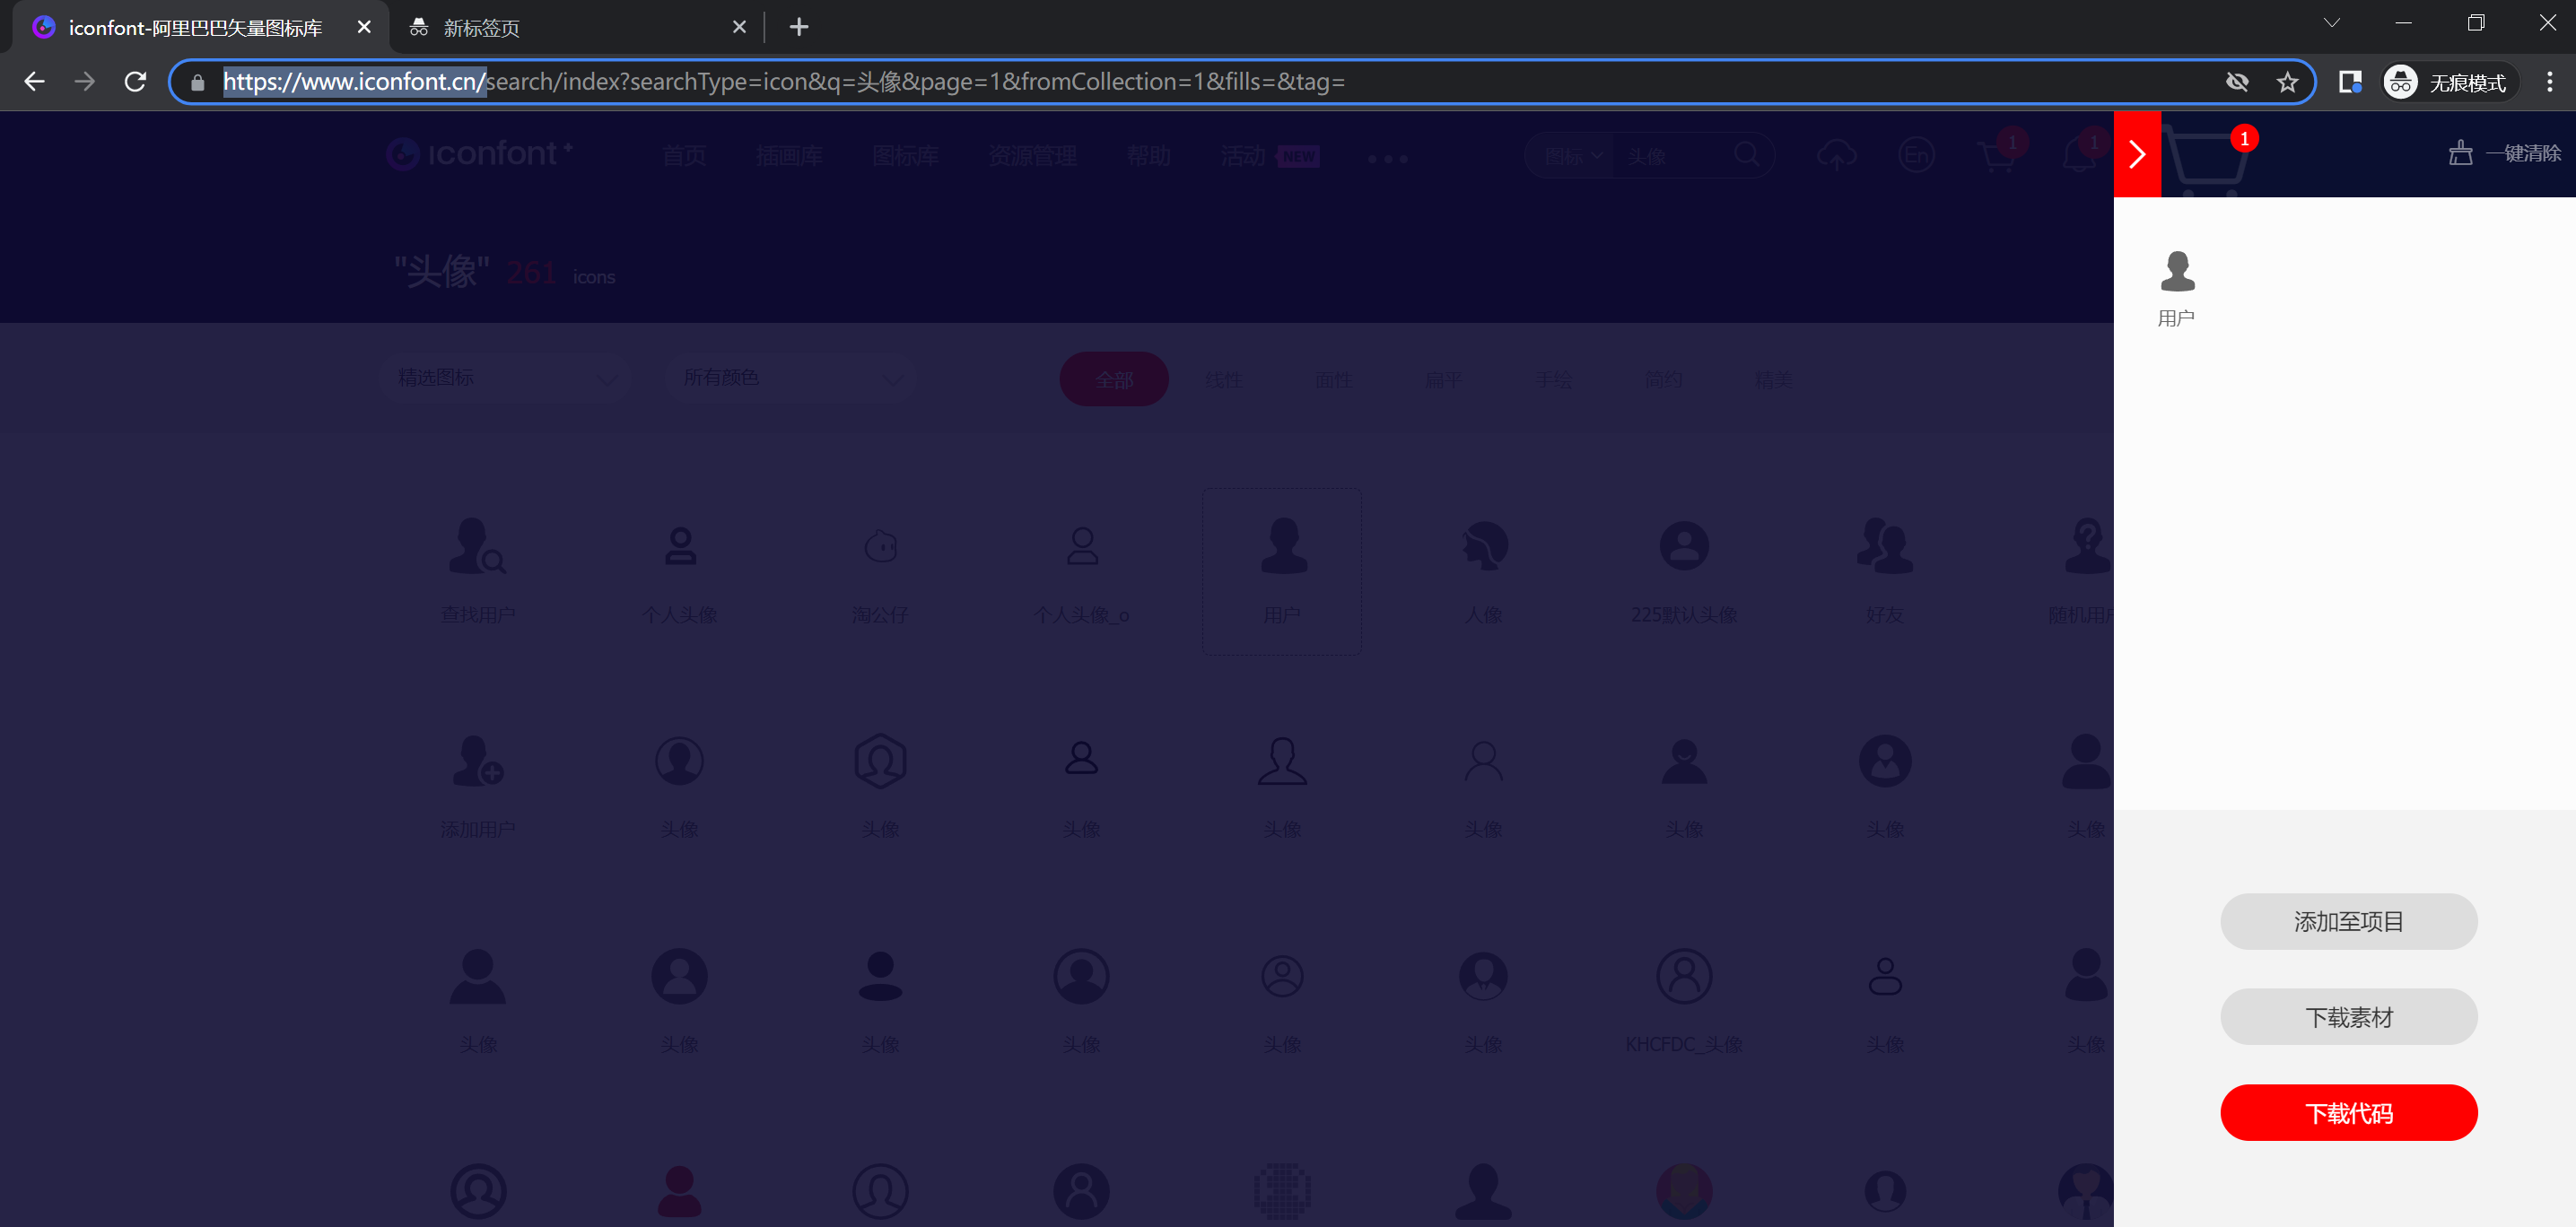 iconfont-阿里巴巴矢量图标库
新标签页
https://www.iconfont.cn/search/index?searchType=icon&q=头像&page=1&fromCollection=1&fills=&tag=
无痕模式
iconfont+ 首页 插画库 图标库 资源管理 帮助 活动 NEW 图标 头像 En 1 1
1 一键清除
"头像" 261 icons
用户
精选图标 所有颜色 全部 线性 面性 扁平 手绘 简约 精美
查找用户 个人头像 淘公仔 个人头像_o 用户 人像 225默认头像 好友 随机用户
添加用户 头像 头像 头像 头像 头像 头像 头像 头像
添加至项目
下载素材
头像 头像 头像 头像 头像 头像 KHCFDC_头像 头像 头像
下载代码